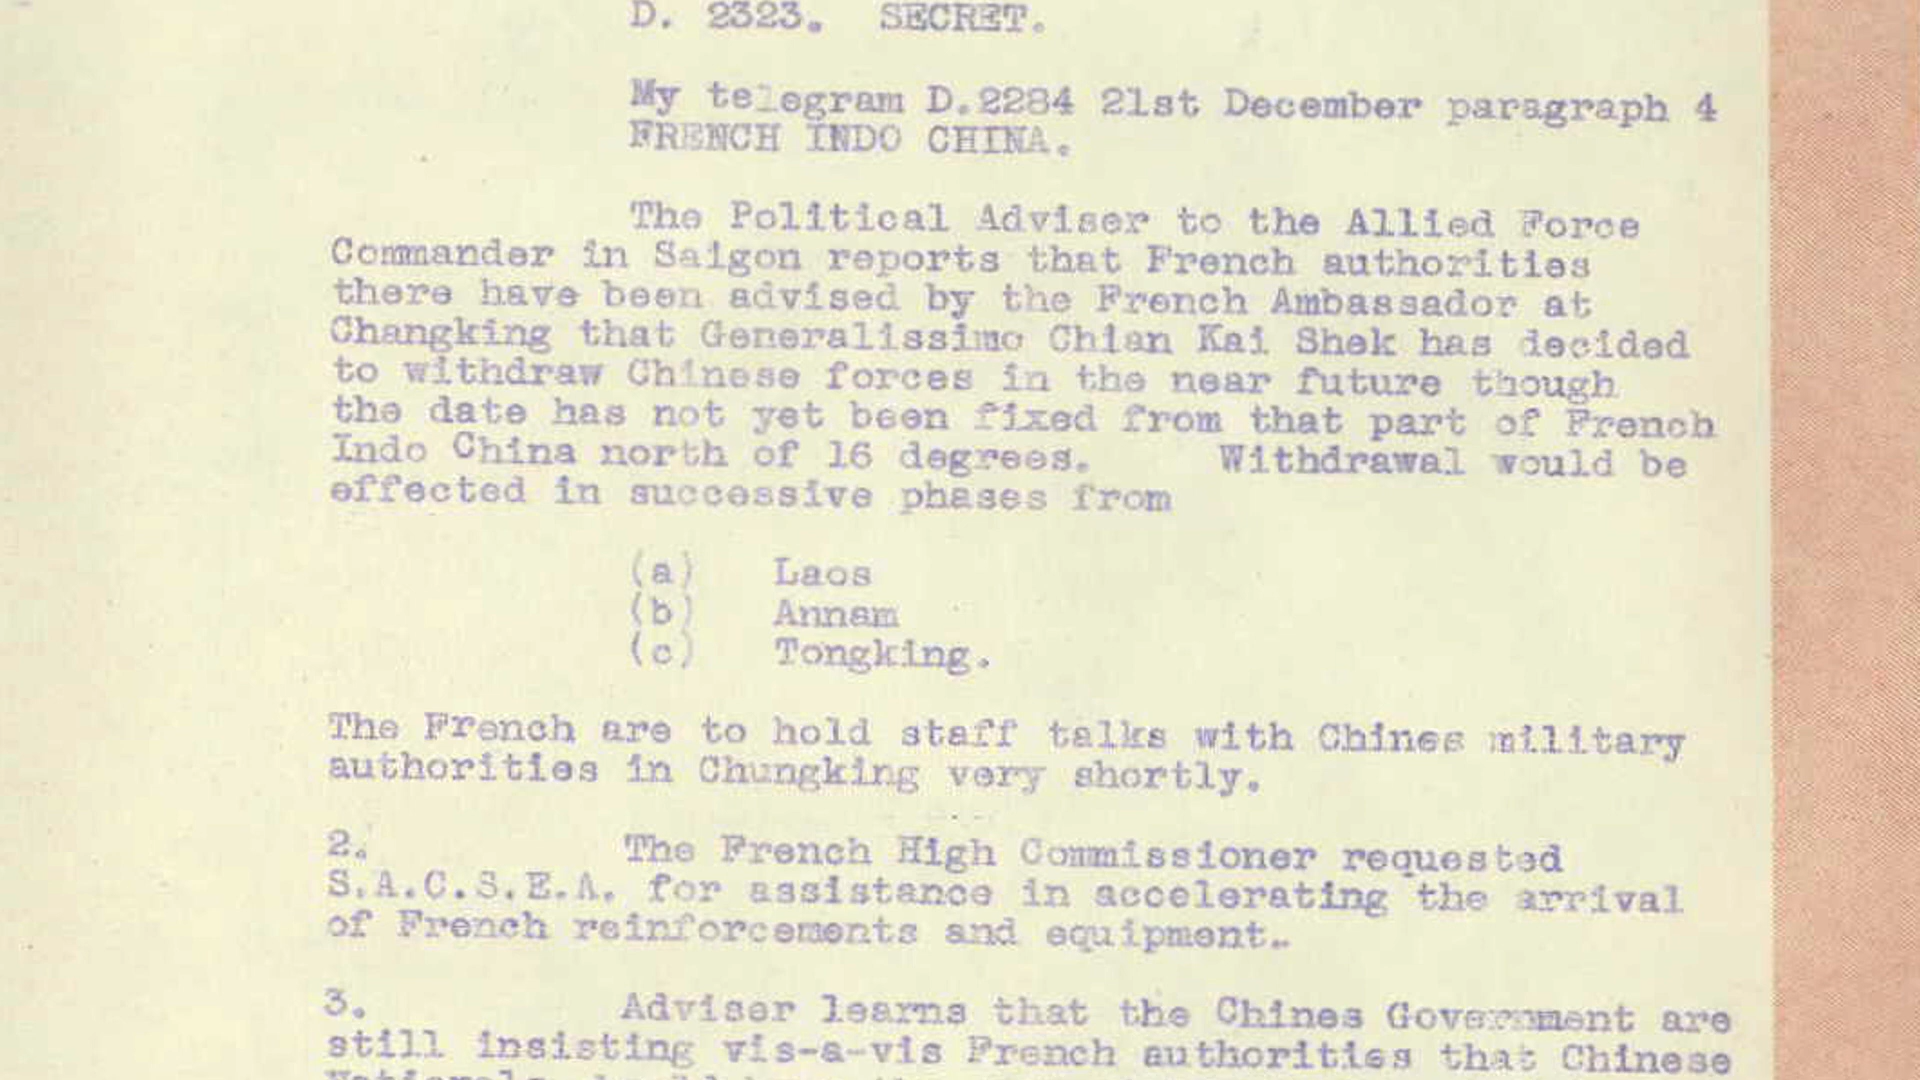 D. 2323. SECRET.
My telegram D.2284 21st December paragraph 4
FRENCH INDO CHINA.
The Political Adviser to the Allied Force
Commander in Saigon reports that French authorities
there have been advised by the French Ambassador at
Changking that Generalissimo Chian Kai Shek has decided
to withdraw Chinese forces in the near future though
the date has not yet been fixed from that part of French
Indo China north of 16 degrees. Withdrawal would be
effected in successive phases from
(a) Laos
(b) Annam
(c) Tongking.
The French are to hold staff talks with Chines military
authorities in Chungking very shortly.
2. The French High Commissioner requested
S.A.C.S.E.A. for assistance in accelerating the arrival
of French reinforcements and equipment..
3. Adviser learns that the Chines Government are
still insisting vis-a-vis French authorities that Chinese